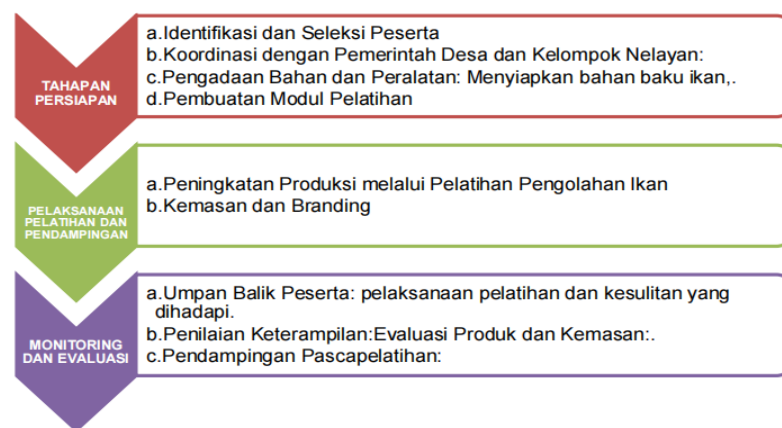 TAHAPAN
PERSIAPAN
a.Identifikasi dan Seleksi Peserta
b.Koordinasi dengan Pemerintah Desa dan Kelompok Nelayan:
c.Pengadaan Bahan dan Peralatan: Menyiapkan bahan baku ikan,.
d.Pembuatan Modul Pelatihan
PELAKSANAAN
PELATIHAN DAN
PENDAMPINGAN
a.Peningkatan Produksi melalui Pelatihan Pengolahan Ikan
b.Kemasan dan Branding
MONITORING
DAN EVALUASI
a.Umpan Balik Peserta: pelaksanaan pelatihan dan kesulitan yang
dihadapi.
b.Penilaian Keterampilan:Evaluasi Produk dan Kemasan:.
c.Pendampingan Pascapelatihan: